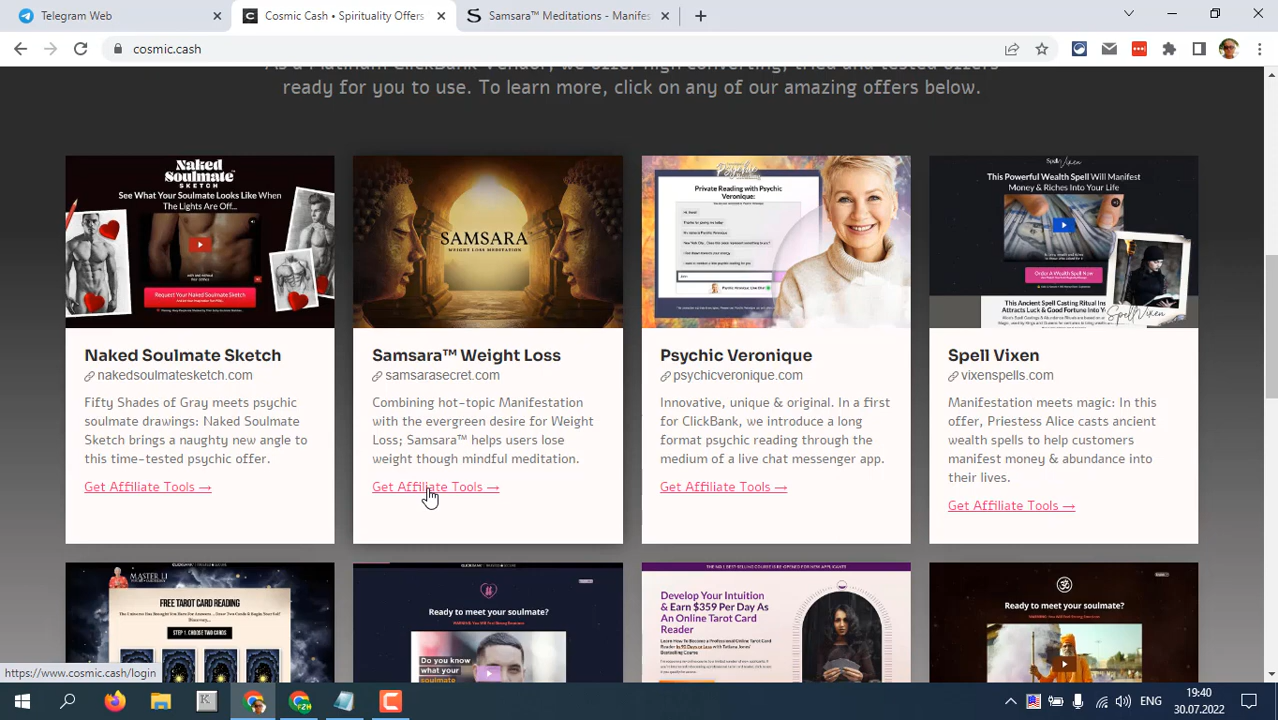 Telegram Web
Cosmic Cash • Spirituality Offers
Samsara™ Meditations - Manifes
cosmic.cash
As a Platinum ClickBank Vendor, we offer high converting, tried and tested offers
ready for you to use. To learn more, click on any of our amazing offers below.
Naked
Soulmate
SKETCH
See What Your Soulmate Looks Like When
The Lights Are Off...
Request Your Naked Soulmate Sketch
Naked Soulmate Sketch
nakedsoulmatesketch.com
Fifty Shades of Gray meets psychic
soulmate drawings: Naked Soulmate
Sketch brings a naughty new angle to
this time-tested psychic offer.
Get Affiliate Tools →
SAMSARA
WEIGHT LOSS MEDITATION
Samsara™ Weight Loss
samsarasecret.com
Combining hot-topic Manifestation
with the evergreen desire for Weight
Loss; Samsara™ helps users lose
weight though mindful meditation.
Get Affiliate Tools →
Private Reading with Psychic
Veronique:
Psychic Veronique
psychicveronique.com
Innovative, unique & original. In a first
for ClickBank, we introduce a long
format psychic reading through the
medium of a live chat messenger app.
Get Affiliate Tools →
Spell Vixen
This Powerful Wealth Spell Will Manifest
Money & Riches Into Your Life
Order A Wealth Spell Now
This Ancient Spell Casting Ritual
Attracts Luck & Good Fortune Into
SpellVixen
Spell Vixen
vixenspells.com
Manifestation meets magic: In this
offer, Priestess Alice casts ancient
wealth spells to help customers
manifest money & abundance into
their lives.
Get Affiliate Tools →
MASTER LI
FREE TAROT CARD READING
STEP 1: CHOOSE TWO CARDS
Ready to meet your soulmate?
Do you know
what your
soulmate
Develop Your Intuition
& Earn $359 Per Day As
An Online Tarot Card
Reader
Ready to meet your soulmate?
ENG
19:40
30.07.2022